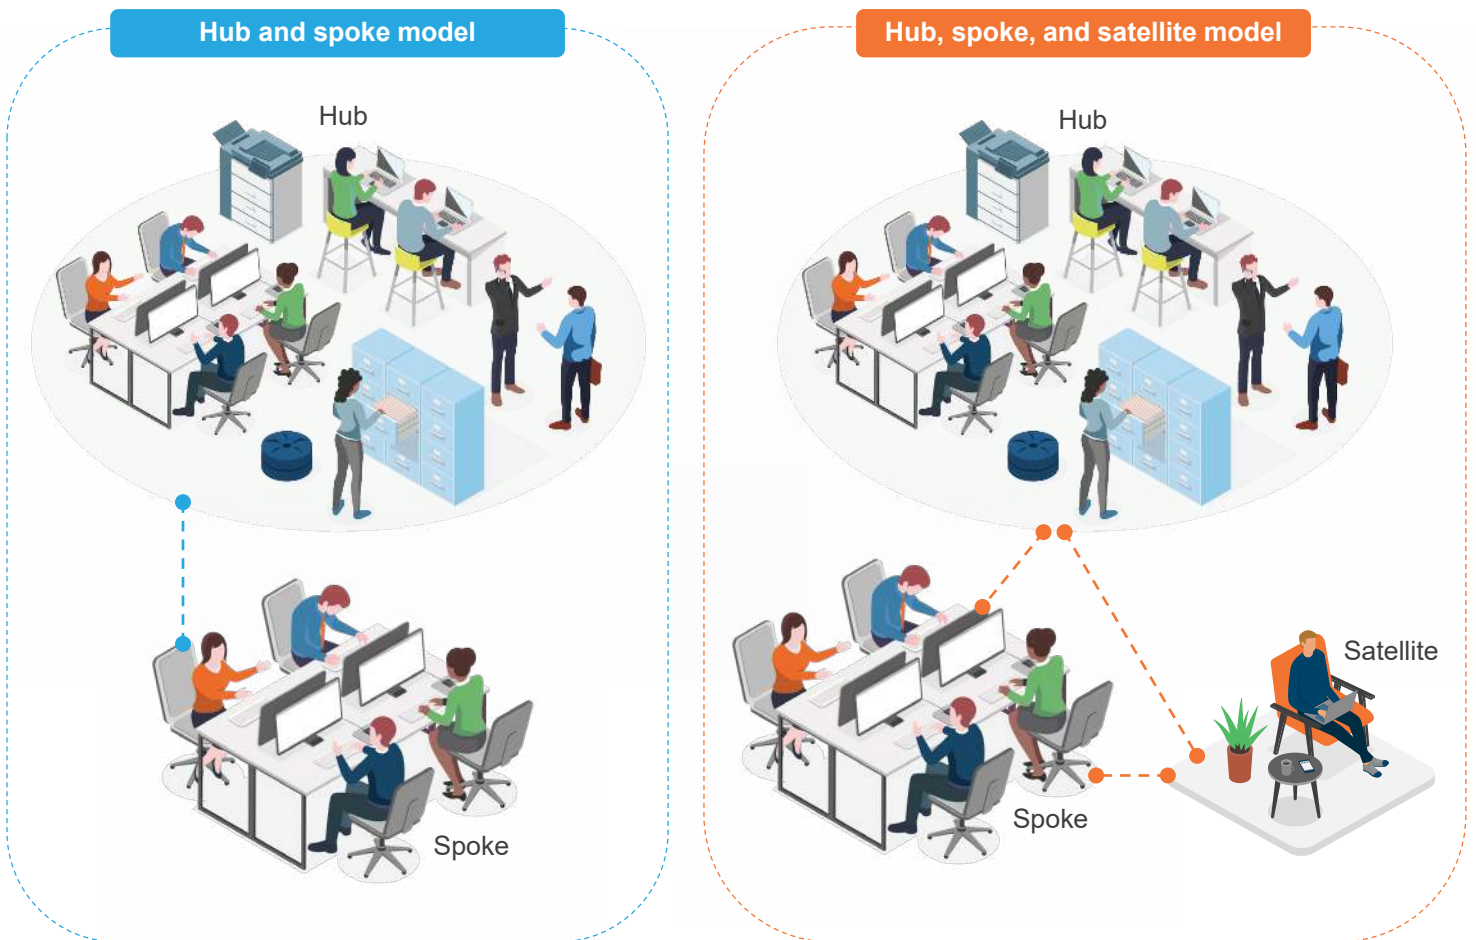 Hub and spoke model
Hub
Spoke
Hub, spoke, and satellite model
Hub
Satellite
Spoke